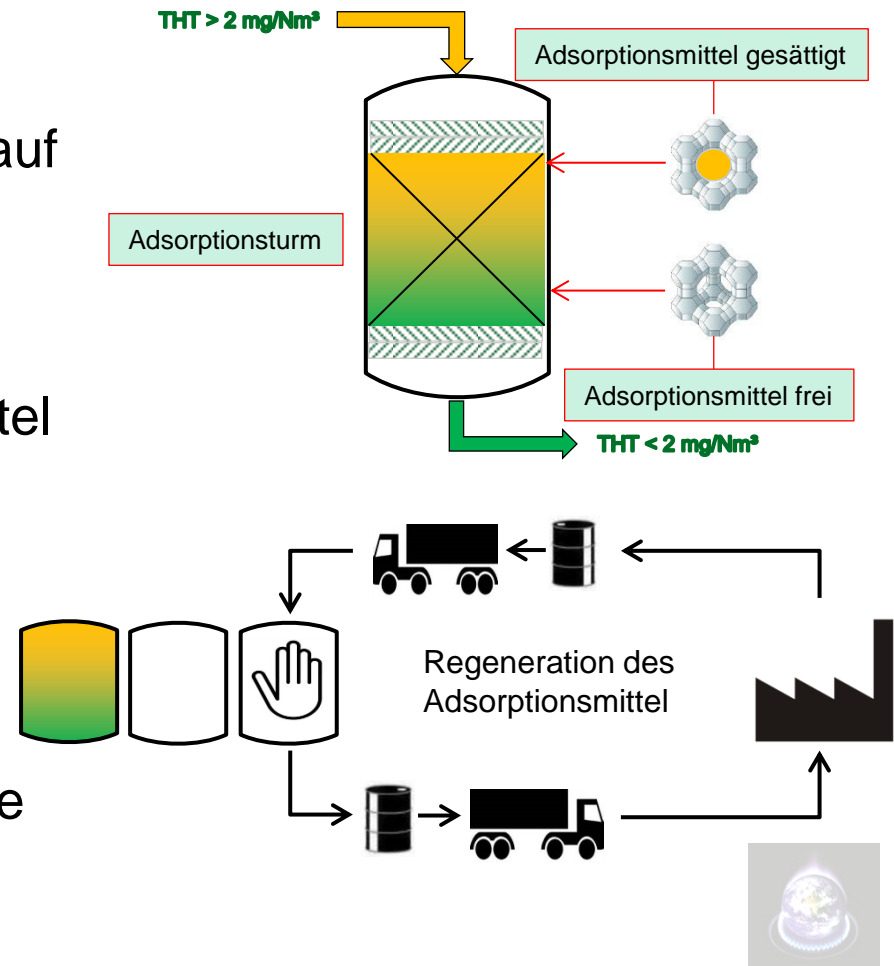 THT > 2 mg/Nm³
Adsorptionsmittel gesättigt
auf
Adsorptionsturm
Adsorptionsmittel frei
tel
THT < 2 mg/Nm³
Regeneration des
Adsorptionsmittel
e